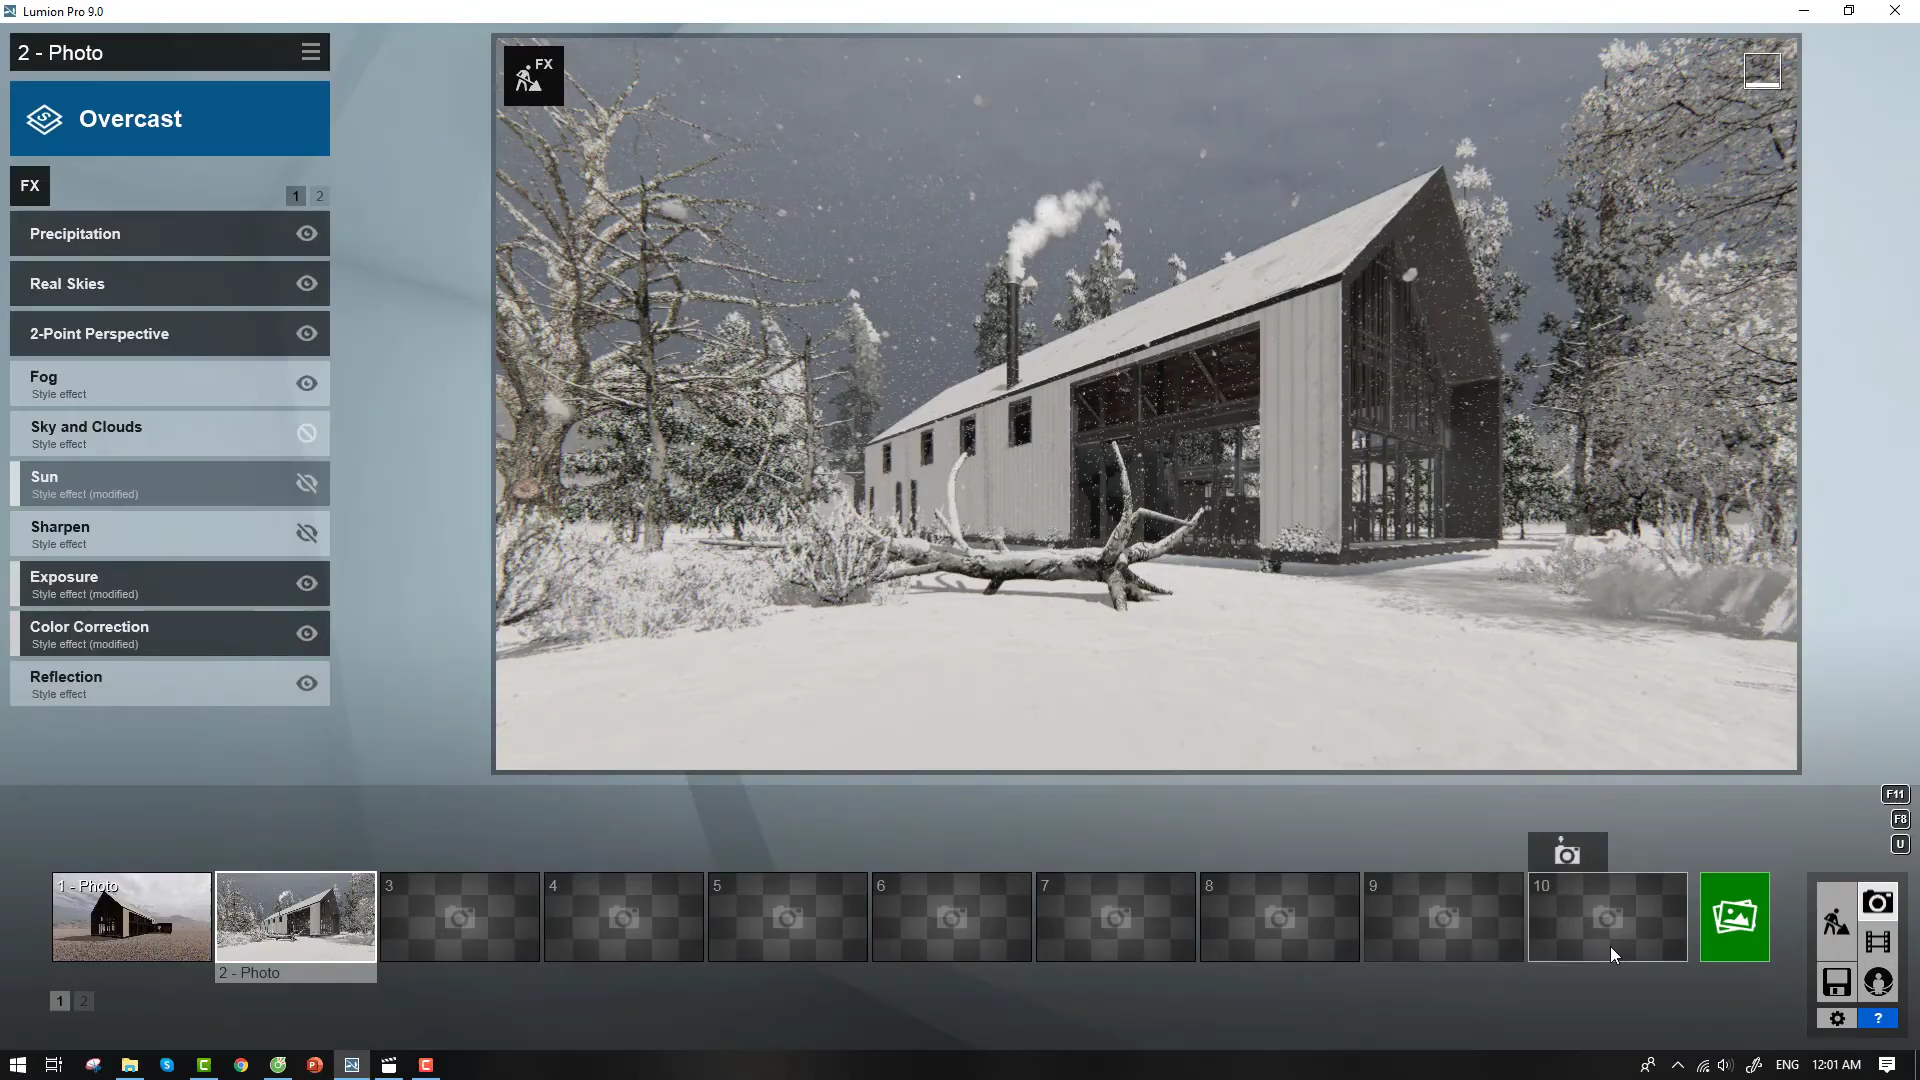 Lumion Pro 9.0
2 - Photo
Overcast
FX
1 2
Precipitation
Real Skies
2-Point Perspective
Fog
Style effect
Sky and Clouds
Style effect
Sun
Style effect (modified)
Sharpen
Style effect
Exposure
Style effect (modified)
Color Correction
Style effect (modified)
Reflection
Style effect
FX
F11
F8
U
1 - Photo
3
4
5
6
7
8
9
10
2 - Photo
1 2
?
ENG
12:01 AM